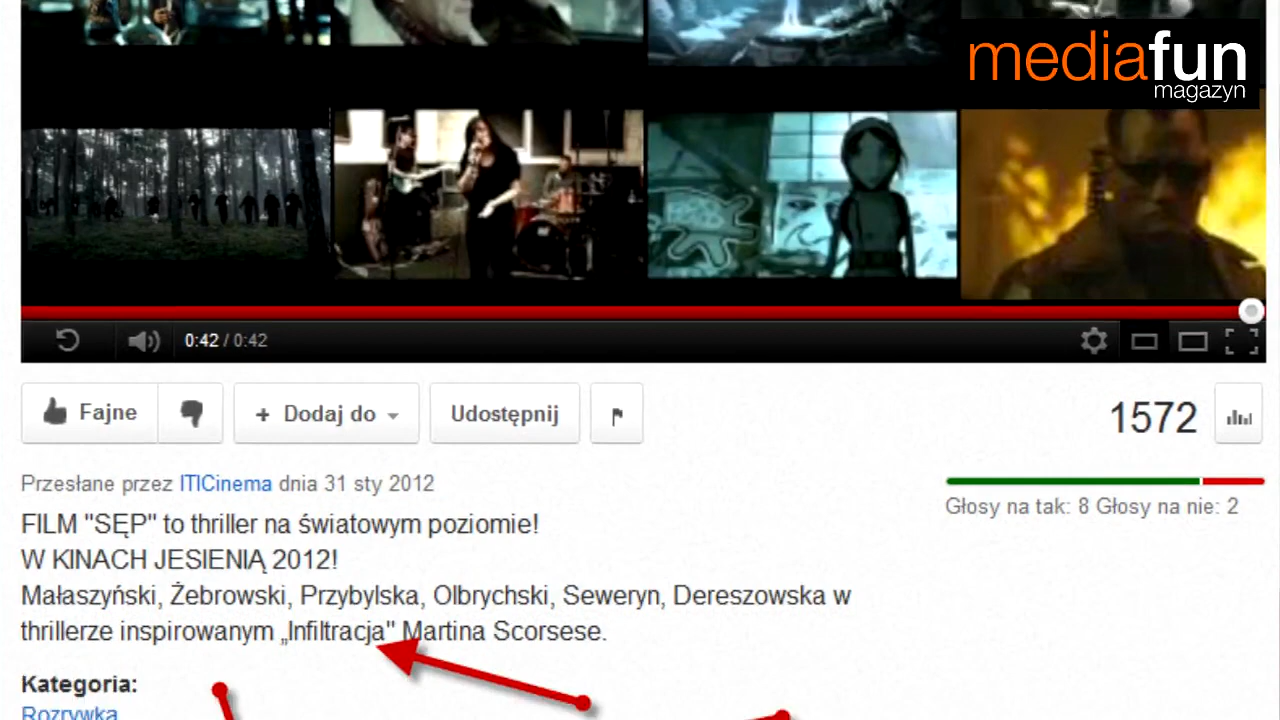 mediafun
magazyn
0:42 / 0:42
Fajne
+ Dodaj do
Udostępnij
1572
Przesłane przez ITICinema dnia 31 sty 2012
Głosy na tak: 8 Głosy na nie: 2
FILM "SĘP" to thriller na światowym poziomie!
W KINACH JESIENIĄ 2012!
Małaszyński, Żebrowski, Przybylska, Olbrychski, Seweryn, Dereszowska w
thrillerze inspirowanym „Infiltracja" Martina Scorsese.
Kategoria:
Rozrywka